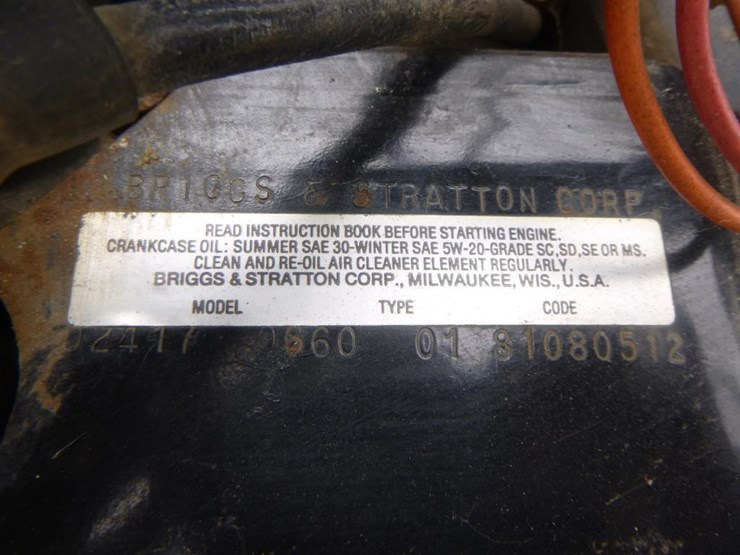 BRIGGS & STRATTON CORP
READ INSTRUCTION BOOK BEFORE STARTING ENGINE.
CRANKCASE OIL: SUMMER SAE 30-WINTER SAE 5W-20-GRADE SC,SD,SE OR MS.
CLEAN AND RE-OIL AIR CLEANER ELEMENT REGULARLY.
BRIGGS & STRATTON CORP., MILWAUKEE, WIS., U.S.A.
MODEL TYPE CODE
01 81080512